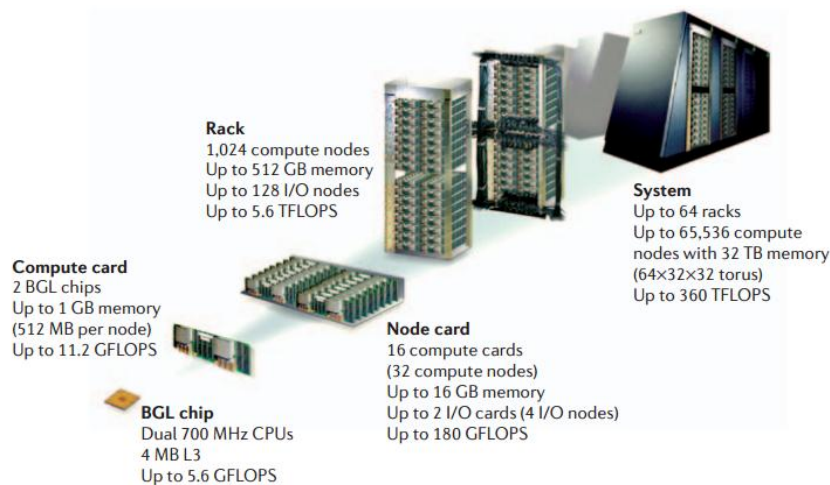 Rack
1,024 compute nodes
Up to 512 GB memory
Up to 128 I/O nodes
Up to 5.6 TFLOPS
System
Up to 64 racks
Up to 65,536 compute
nodes with 32 TB memory
(64×32×32 torus)
Up to 360 TFLOPS
Compute card
2 BGL chips
Up to 1 GB memory
(512 MB per node)
Up to 11.2 GFLOPS
Node card
16 compute cards
(32 compute nodes)
Up to 16 GB memory
Up to 2 I/O cards (4 I/O nodes)
Up to 180 GFLOPS
BGL chip
Dual 700 MHz CPUs
4 MB L3
Up to 5.6 GFLOPS